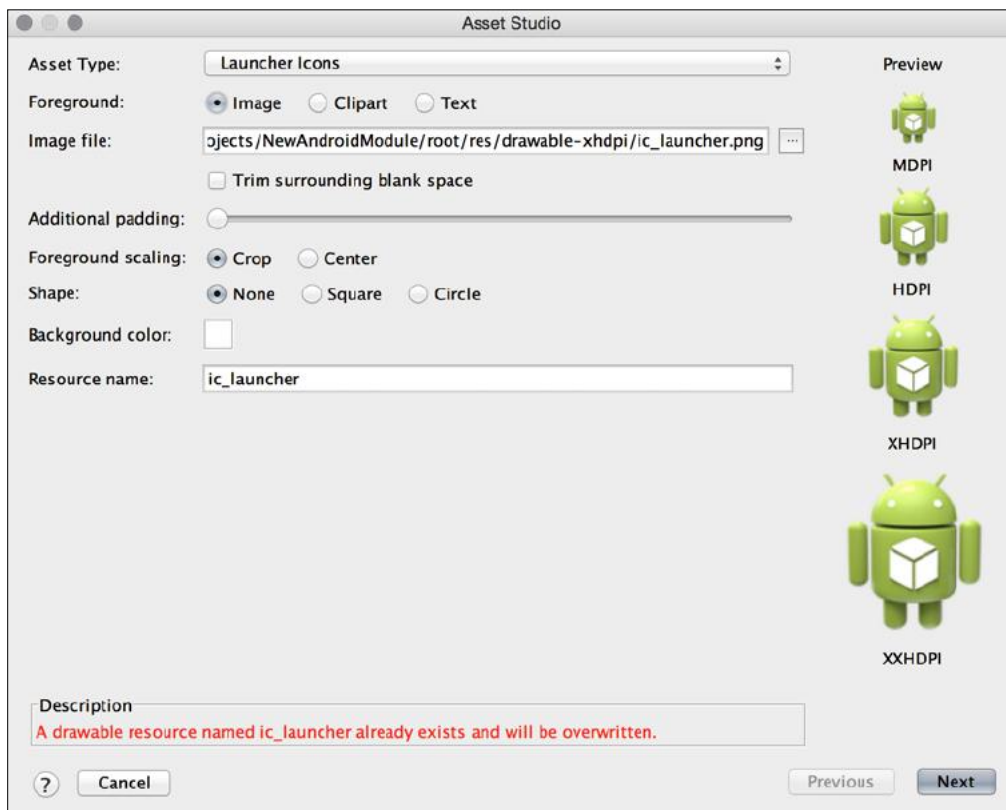 Asset Studio
Asset Type:
Launcher Icons
Preview
Foreground:
Image
Clipart
Text
Image file:
ojects/NewAndroidModule/root/res/drawable-xhdpi/ic_launcher.png
...
MDPI
Trim surrounding blank space
Additional padding:
Foreground scaling:
Crop
Center
Shape:
None
Square
Circle
HDPI
Background color:
Resource name:
ic_launcher
XHDPI
XXHDPI
Description
A drawable resource named ic_launcher already exists and will be overwritten.
?
Cancel
Previous
Next